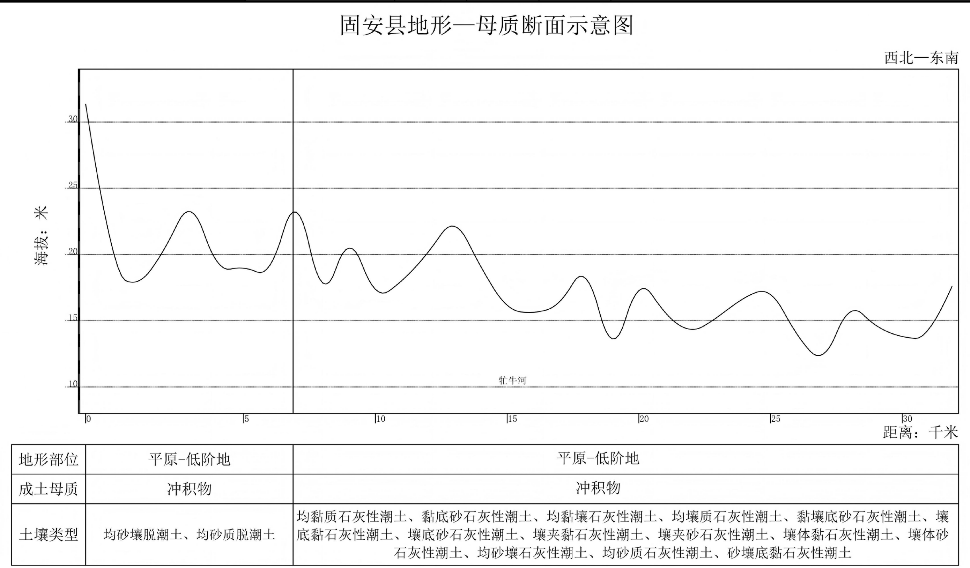 固安县地形—母质断面示意图
西北—东南
海拔：米
30
25
20
15
10
牤牛河
0 5 10 15 20 25 30
距离：千米
地形部位 平原-低阶地 平原-低阶地
成土母质 冲积物 冲积物
土壤类型 均砂壤脱潮土、均砂质脱潮土
均黏质石灰性潮土、黏底砂石灰性潮土、均黏壤石灰性潮土、均壤质石灰性潮土、黏壤底砂石灰性潮土、壤
底黏石灰性潮土、壤底砂石灰性潮土、壤夹黏石灰性潮土、壤夹砂石灰性潮土、壤体黏石灰性潮土、壤体砂
石灰性潮土、均砂壤石灰性潮土、均砂质石灰性潮土、砂壤底黏石灰性潮土